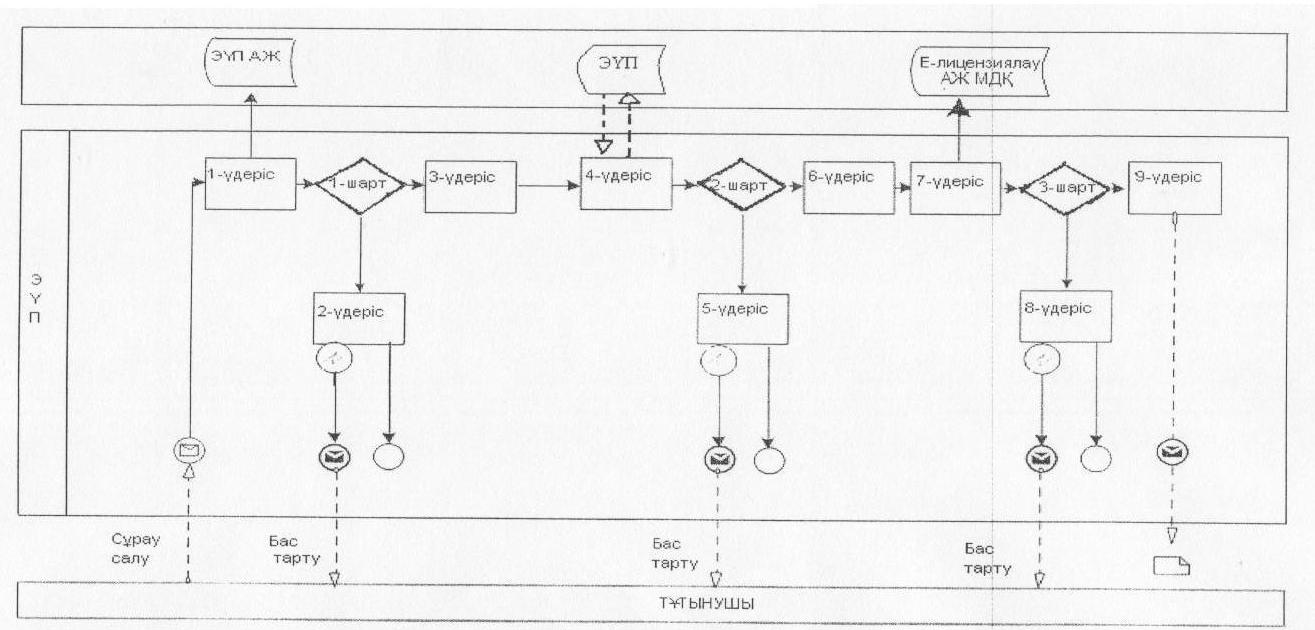 ЭҮП АЖ
ЭҮП
Е-лицензиялау
АЖ МДҚ
1-үдеріс
1-шарт
3-үдеріс
4-үдеріс
2-шарт
6-үдеріс
7-үдеріс
3-шарт
9-үдеріс
Э
Ү
П
2-үдеріс
5-үдеріс
8-үдеріс
Сұрау
салу
Бас
тарту
Бас
тарту
Бас
тарту
ТҰТЫНУШЫ